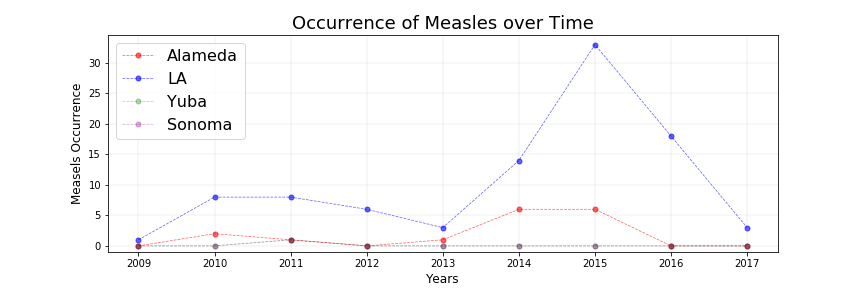 Occurrence of Measles over Time
Alameda
LA
Yuba
Sonoma
Measels Occurrence
30
25
20
15
10
5
0
2009 2010 2011 2012 2013 2014 2015 2016 2017
Years